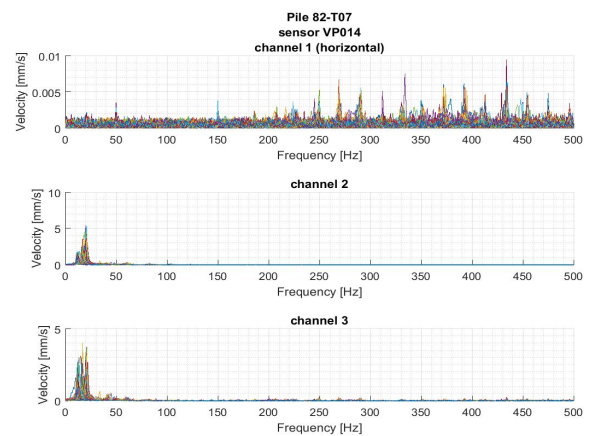 Pile 82-T07
sensor VP014
channel 1 (horizontal)
0.01
0.005
0
Velocity [mm/s]
0 50 100 150 200 250 300 350 400 450 500
Frequency [Hz]
channel 2
10
5
0
Velocity [mm/s]
0 50 100 150 200 250 300 350 400 450 500
Frequency [Hz]
channel 3
5
0
Velocity [mm/s]
0 50 100 150 200 250 300 350 400 450 500
Frequency [Hz]